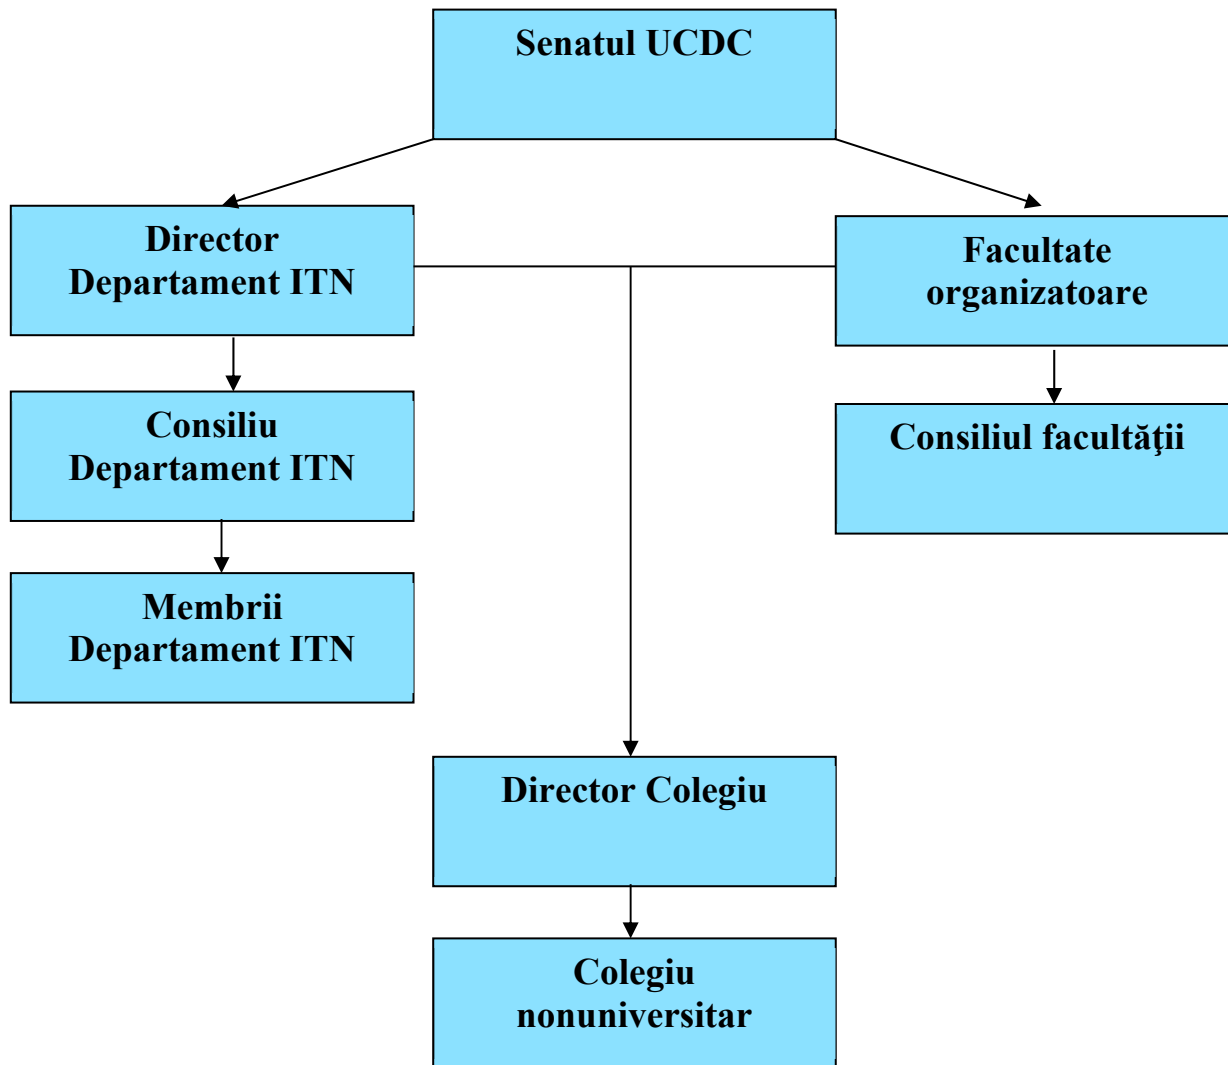 Senatul UCDC
Director
Departament ITN
Facultate
organizatoare
Consiliu
Departament ITN
Consiliul facultăţii
Membrii
Departament ITN
Director Colegiu
Colegiu
nonuniversitar